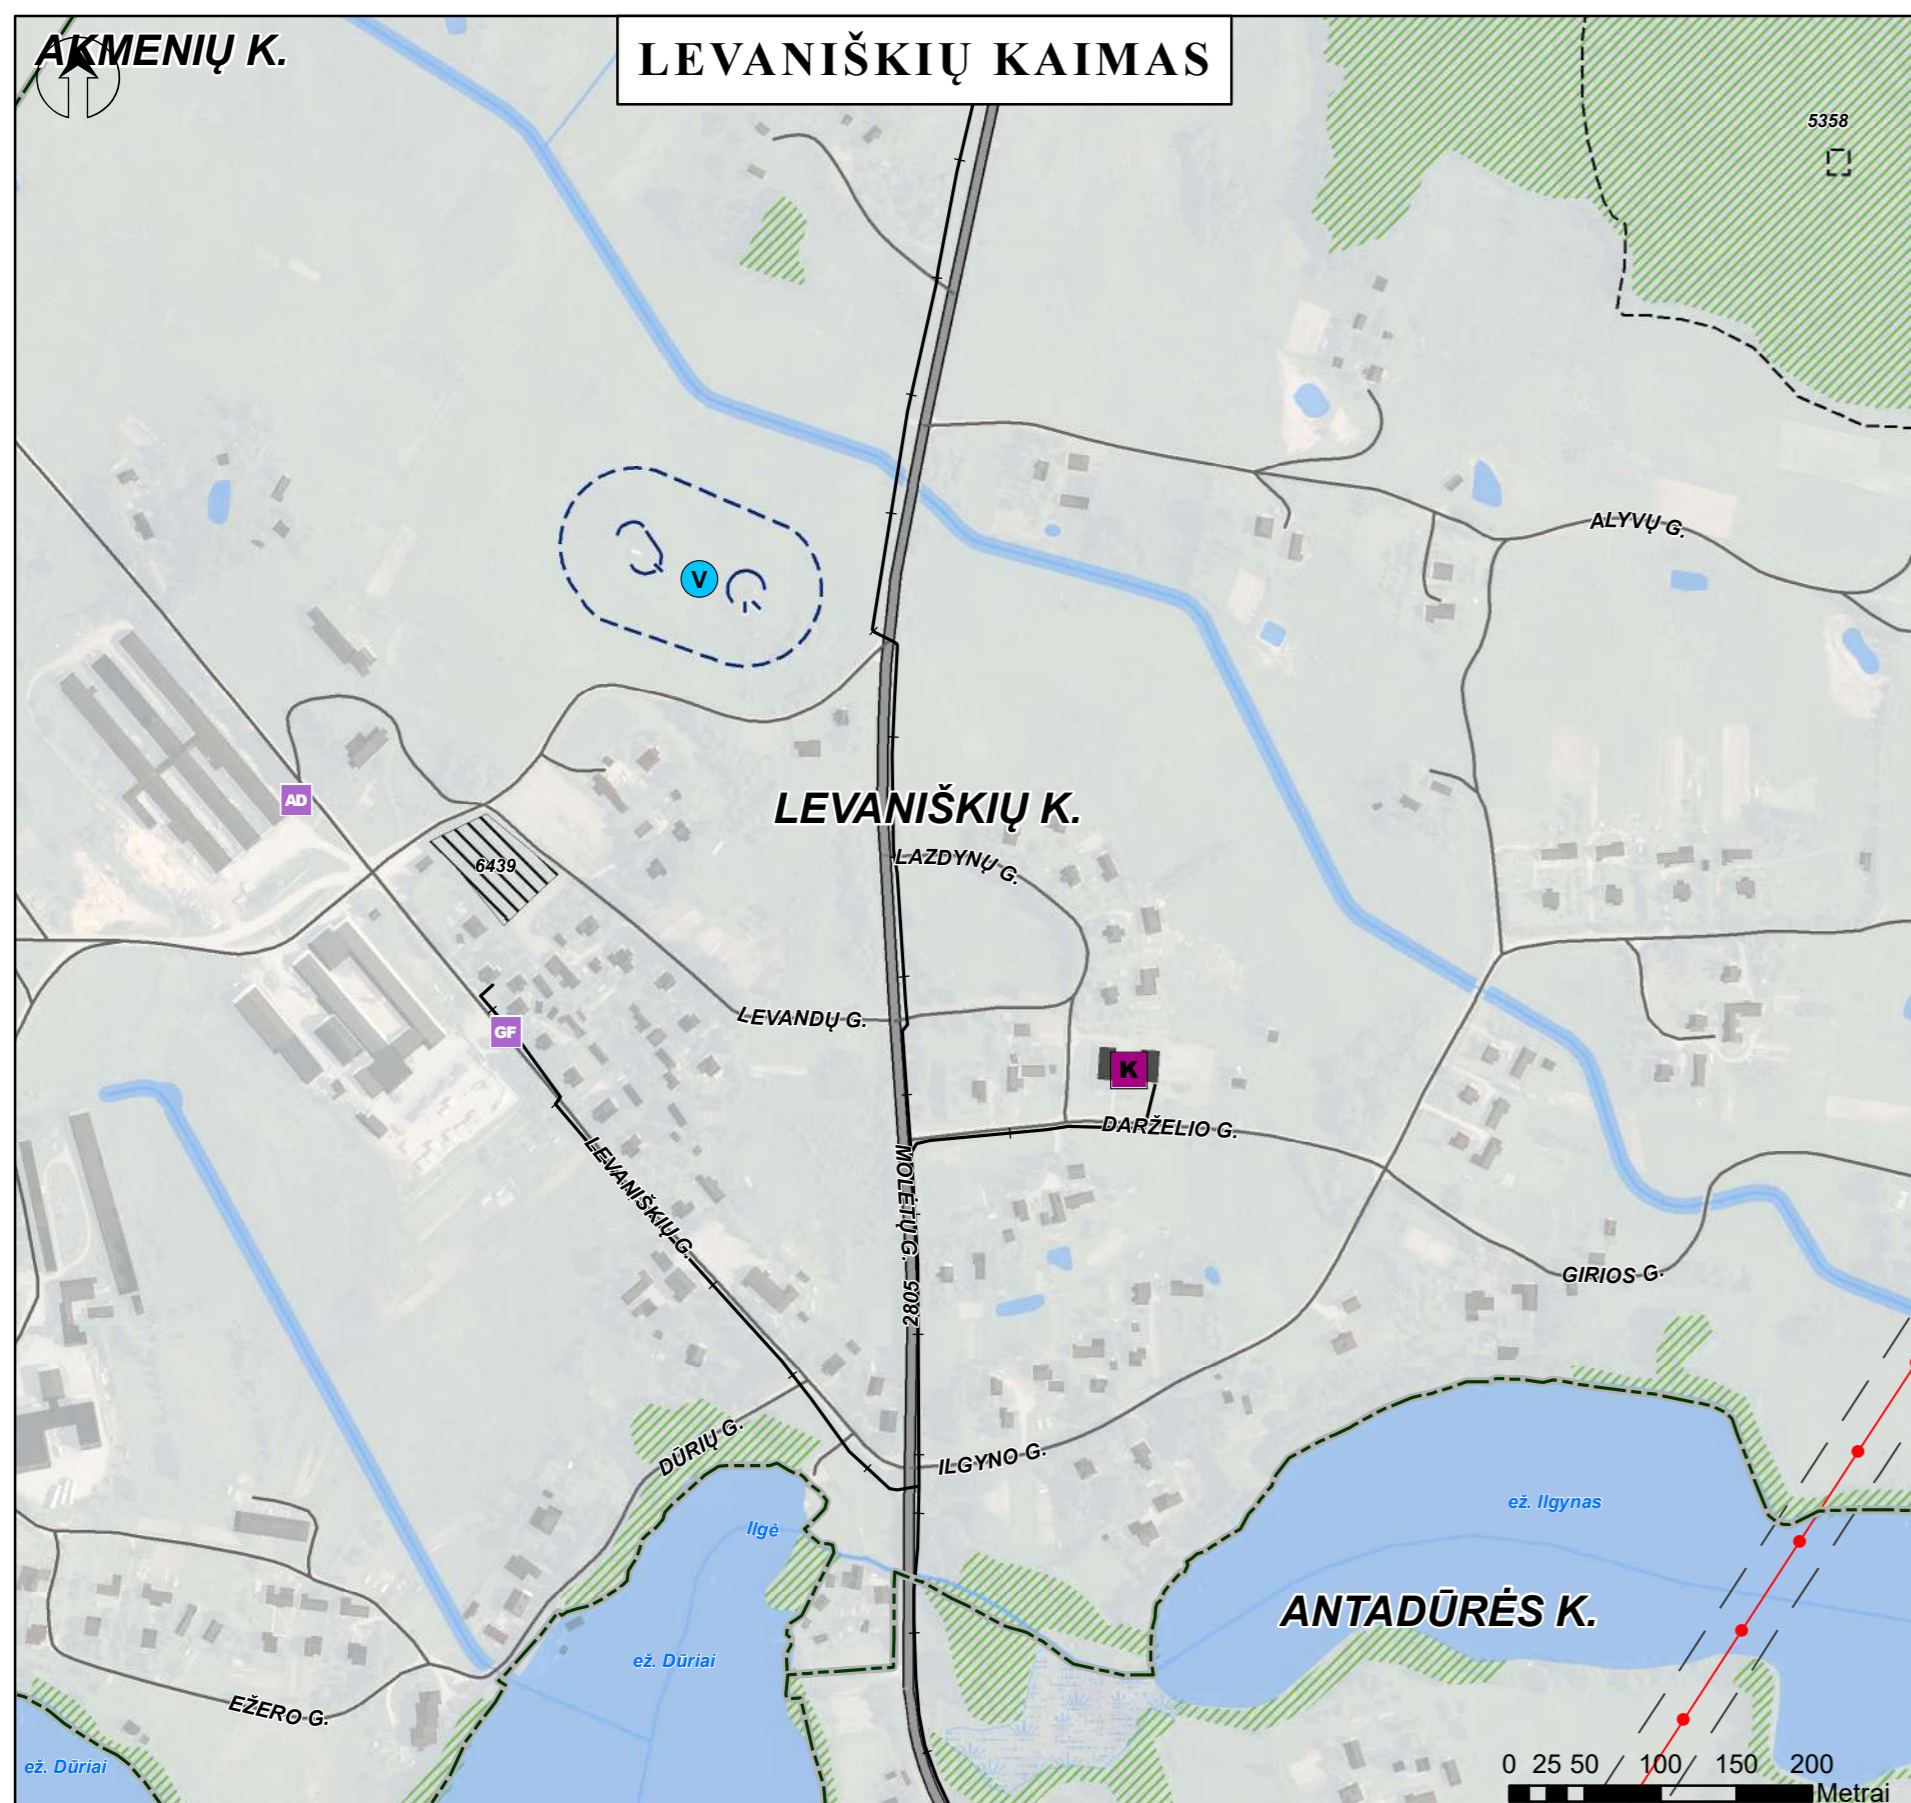 AKMENIŲ K.
LEVANIŠKIŲ KAIMAS
5358
ALYVŲ G.
V
AD
LEVANIŠKIŲ K.
6439
LAZDYNŲ G.
LEVANDŲ G.
GF
K
DARŽELIO G.
LEVANIŠKIŲ G.
MOLĖTŲ G.
2805
GIRIOS G.
DŪRIŲ G.
ILGYNO G.
ež. Ilgynas
Ilgė
ANTADŪRĖS K.
ež. Dūriai
EŽERO G.
ež. Dūriai
0 25 50 100 150 200
Metrai